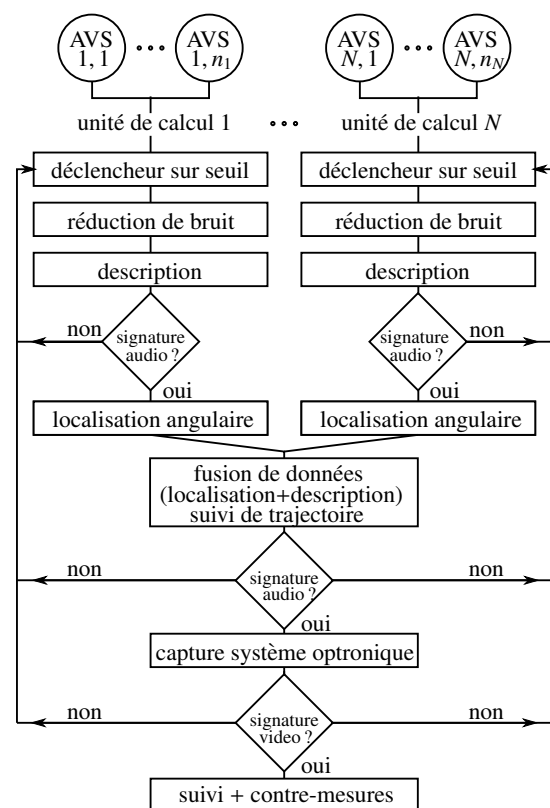 AVS ∘∘∘ AVS AVS ∘∘∘ AVS
1, 1 1, n₁ N, 1 N, n_N
unité de calcul 1 ∘∘∘ unité de calcul N
déclencheur sur seuil déclencheur sur seuil
réduction de bruit réduction de bruit
description description
non signature signature non
audio ? audio ?
oui oui
localisation angulaire localisation angulaire
fusion de données
(localisation+description)
suivi de trajectoire
non signature non
audio ?
oui
capture système optronique
non signature non
video ?
oui
suivi + contre-mesures